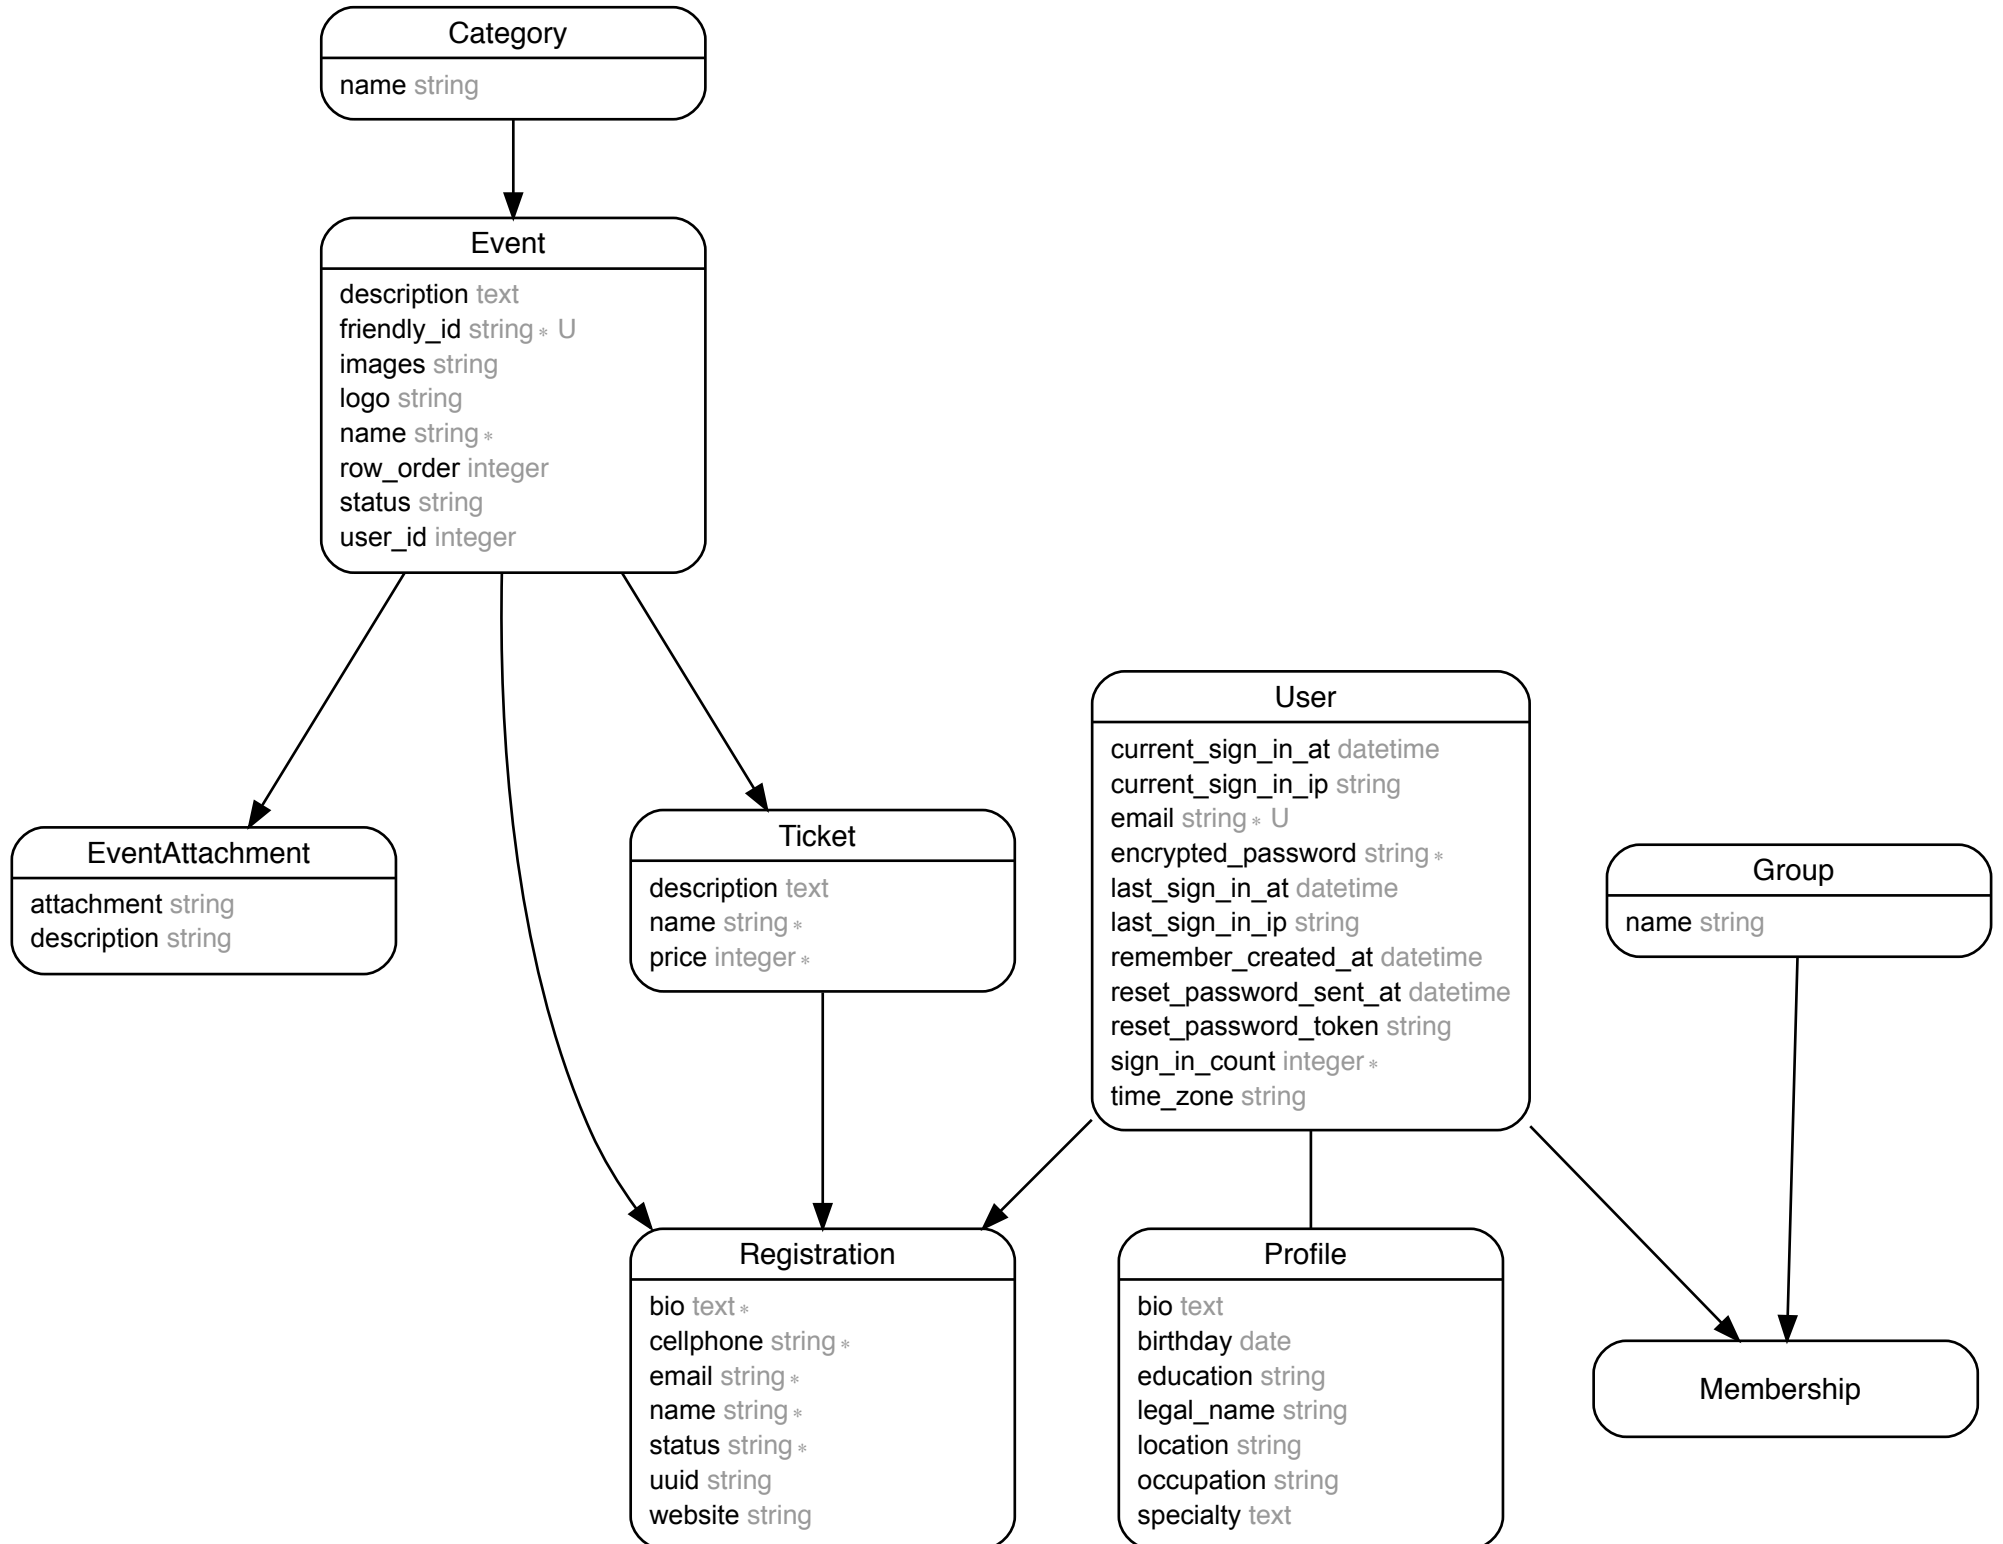 Category
name string
Event
description text
friendly_id string * U
images string
logo string
name string *
row_order integer
status string
user_id integer
EventAttachment
attachment string
description string
Ticket
description text
name string *
price integer *
User
current_sign_in_at datetime
current_sign_in_ip string
email string * U
encrypted_password string *
last_sign_in_at datetime
last_sign_in_ip string
remember_created_at datetime
reset_password_sent_at datetime
reset_password_token string
sign_in_count integer *
time_zone string
Group
name string
Registration
bio text *
cellphone string *
email string *
name string *
status string *
uuid string
website string
Profile
bio text
birthday date
education string
legal_name string
location string
occupation string
specialty text
Membership